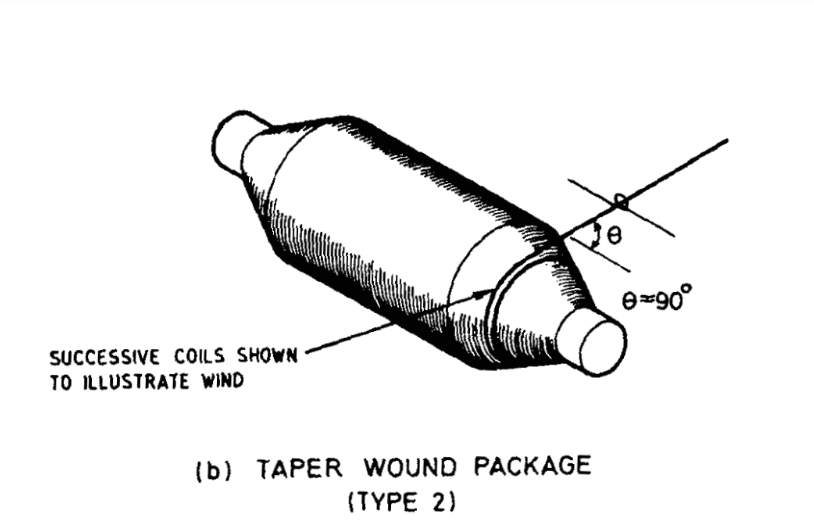 θ
θ≈90°
SUCCESSIVE COILS SHOWN
TO ILLUSTRATE WIND
(b) TAPER WOUND PACKAGE
(TYPE 2)